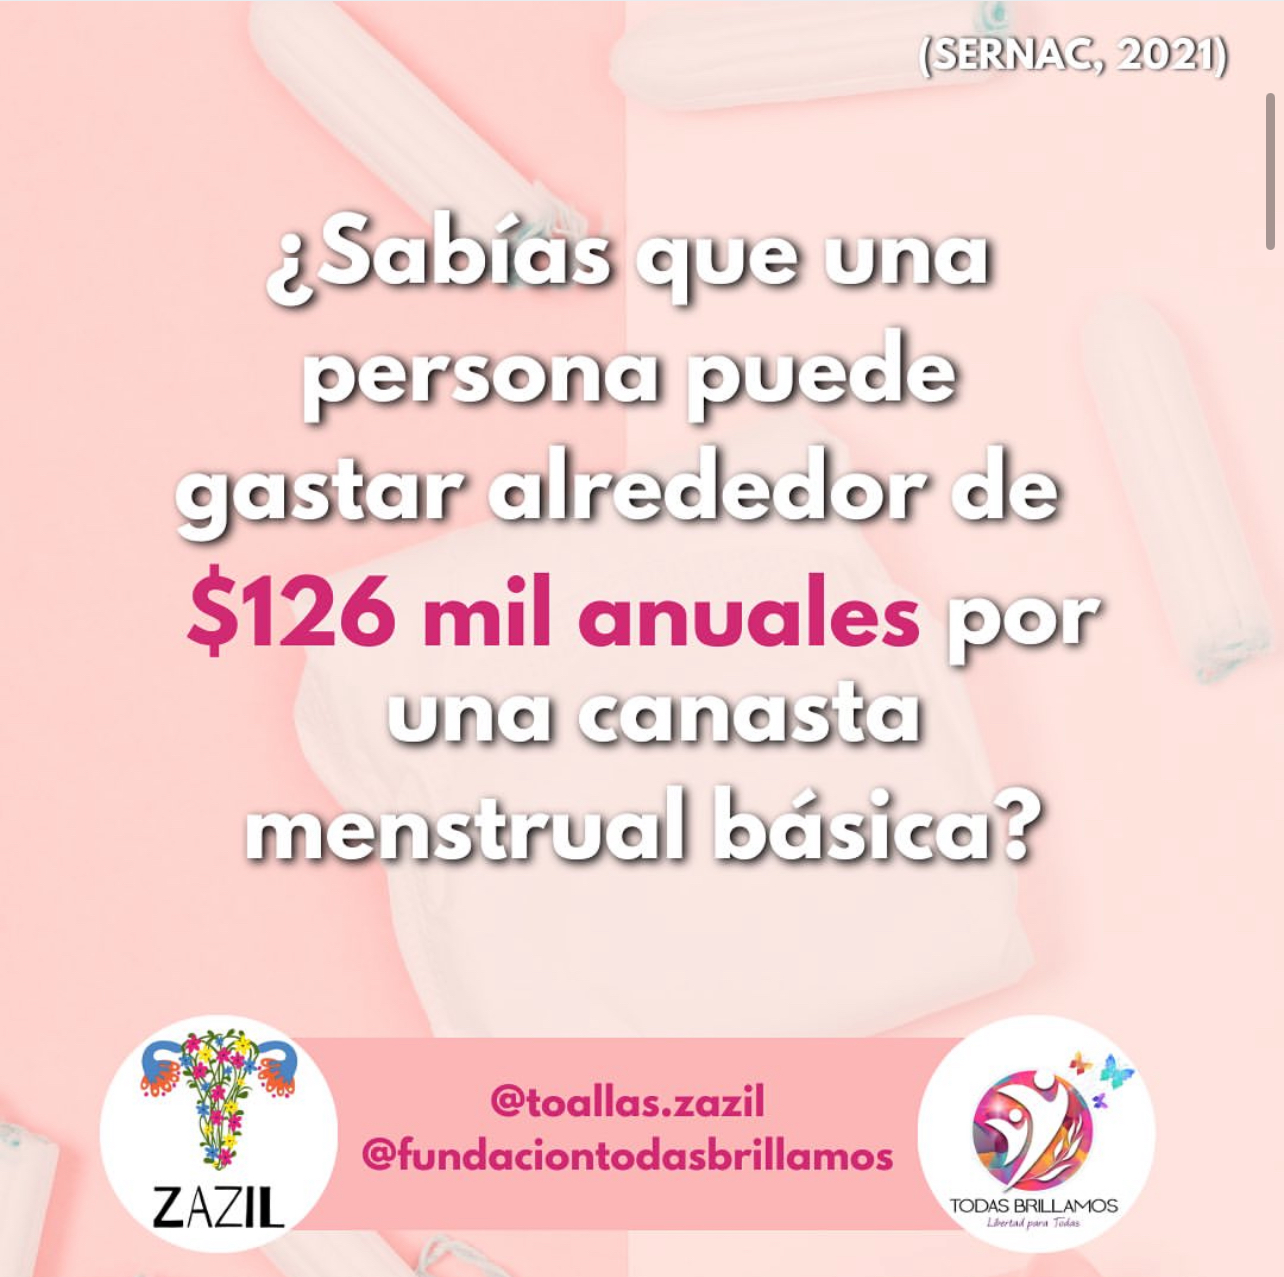 (SERNAC, 2021)
¿Sabías que una
persona puede
gastar alrededor de
$126 mil anuales por
una canasta
menstrual básica?
@toallas.zazil
@fundaciontodasbrillamos
ZAZIL
TODAS BRILLAMOS
Libertad para Todas